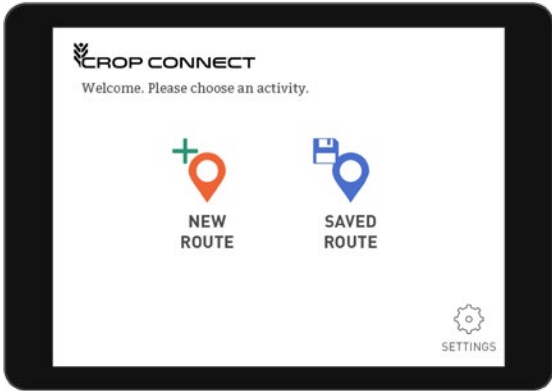 CROP CONNECT
Welcome. Please choose an activity.
NEW
ROUTE
SAVED
ROUTE
SETTINGS